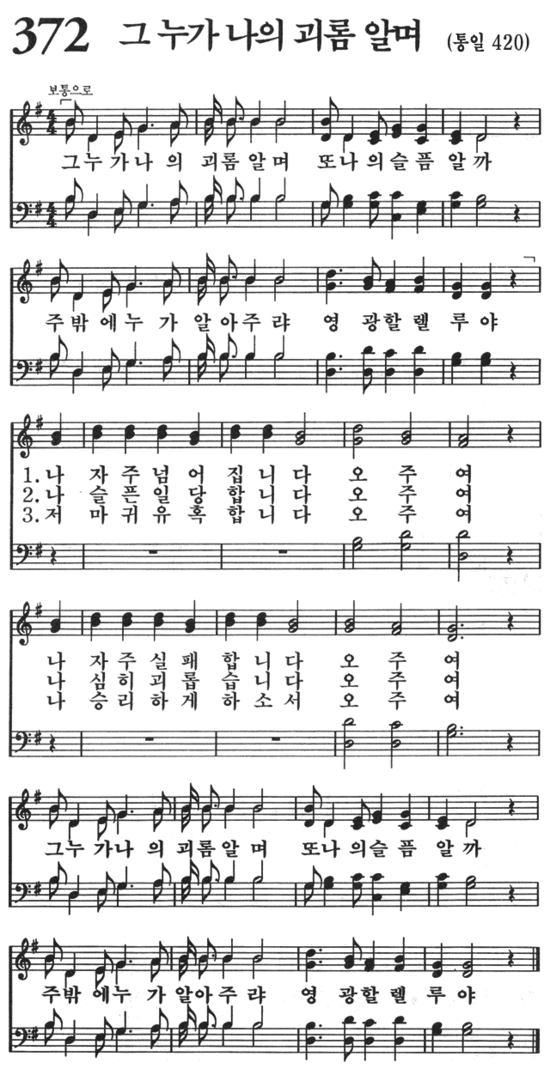 372 그 누가 나의 괴롬 알며 (통일 420)
보통으로
그누 가나 의 괴롬 알 며 또나 의슬 픔 알 까
주밖 에누 가 알 아주 랴 영 광할 렐 루 야
1. 나 자 주 넘 어 집 니 다 오 주 여
2. 나 슬 픈 일 당 합 니 다 오 주 여
3. 저 마 귀 유 혹 합 니 다 오 주 여
나 자 주 실 패 합 니 다 오 주 여
나 심 히 괴 롭 습 니 다 오 주 여
나 승 리 하 게 하 소 서 오 주 여
그누 가나 의 괴롬 알 며 또나 의슬 픔 알 까
주밖 에누 가 알아 주 랴 영 광할 렐 루 야